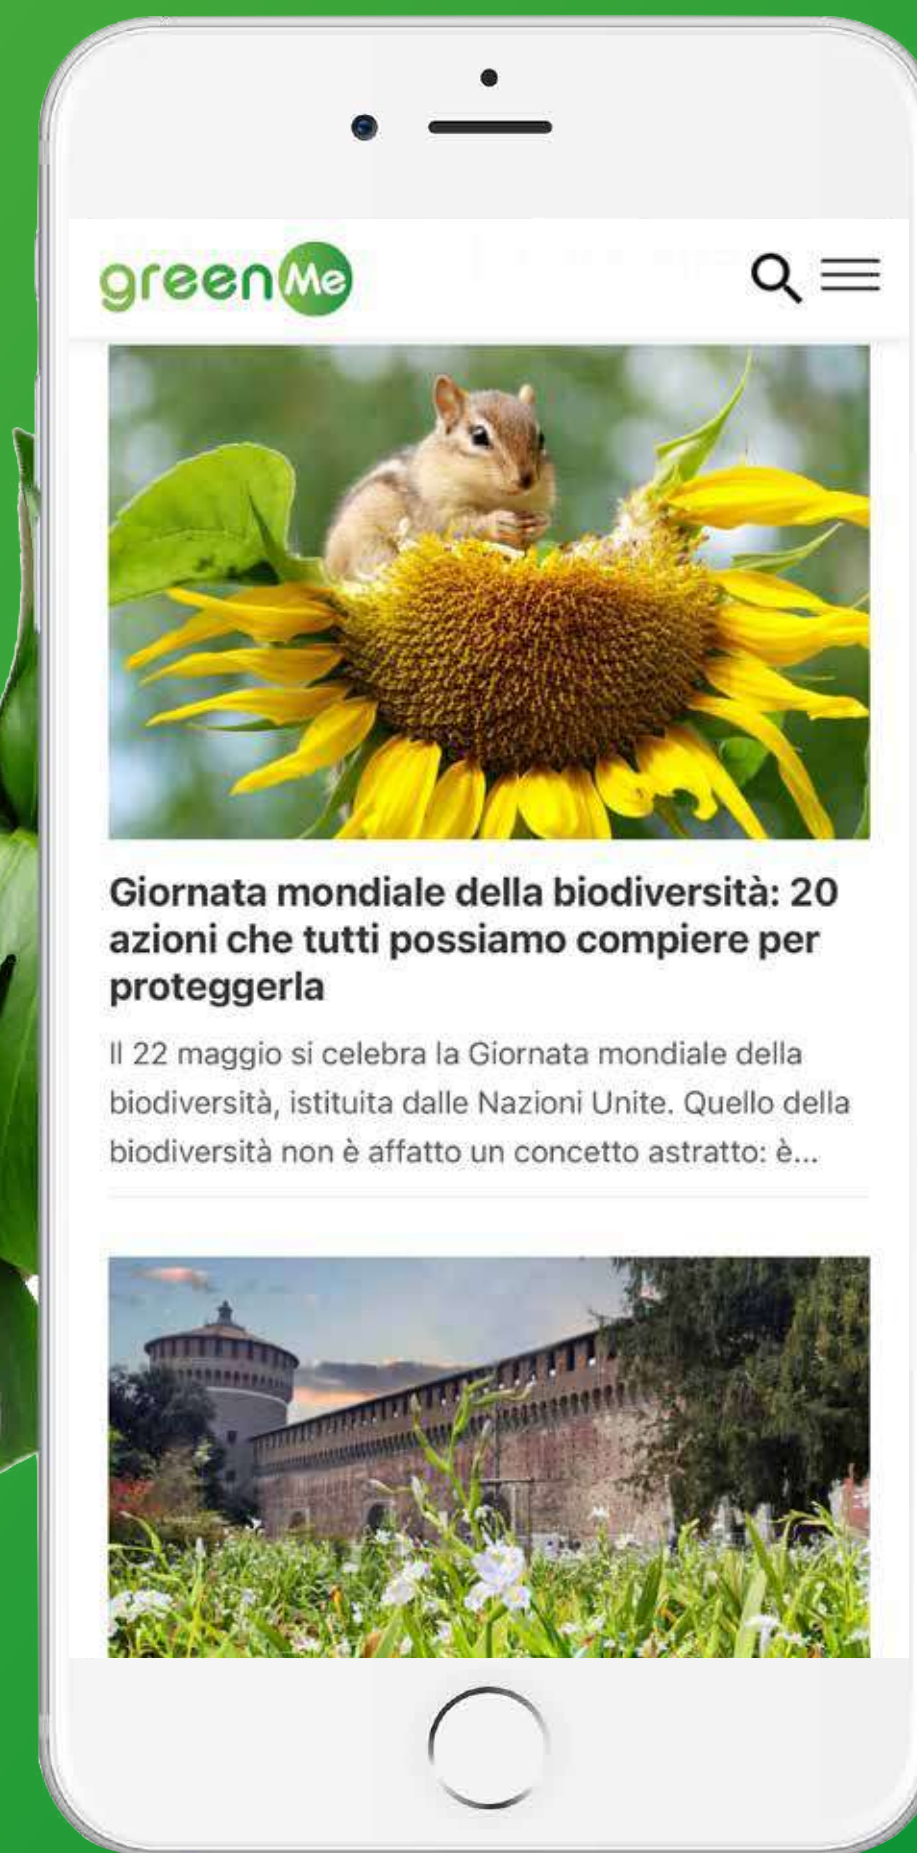 greenMe
Giornata mondiale della biodiversità: 20
azioni che tutti possiamo compiere per
proteggerla
Il 22 maggio si celebra la Giornata mondiale della
biodiversità, istituita dalle Nazioni Unite. Quello della
biodiversità non è affatto un concetto astratto: è...